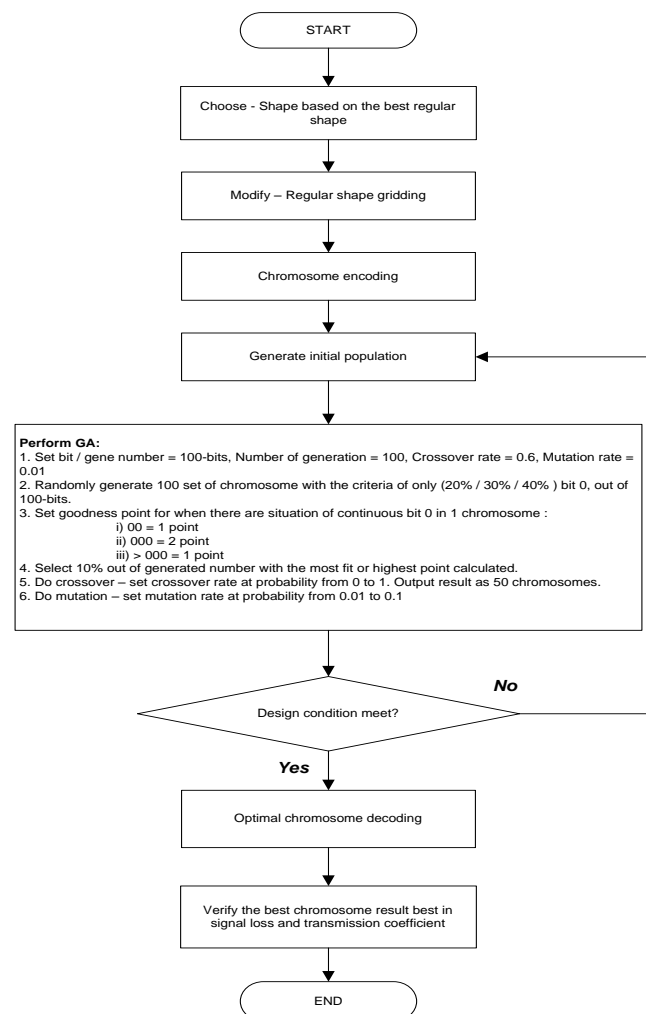 START
Choose - Shape based on the best regular
shape
Modify – Regular shape gridding
Chromosome encoding
Generate initial population
Perform GA:
1. Set bit / gene number = 100-bits, Number of generation = 100, Crossover rate = 0.6, Mutation rate =
0.01
2. Randomly generate 100 set of chromosome with the criteria of only (20% / 30% / 40% ) bit 0, out of
100-bits.
3. Set goodness point for when there are situation of continuous bit 0 in 1 chromosome :
i) 00 = 1 point
ii) 000 = 2 point
iii) > 000 = 1 point
4. Select 10% out of generated number with the most fit or highest point calculated.
5. Do crossover – set crossover rate at probability from 0 to 1. Output result as 50 chromosomes.
6. Do mutation – set mutation rate at probability from 0.01 to 0.1
No
Design condition meet?
Yes
Optimal chromosome decoding
Verify the best chromosome result best in
signal loss and transmission coefficient
END